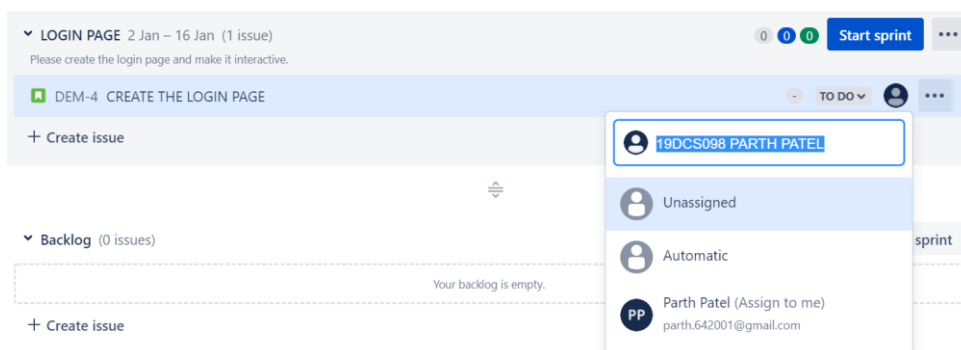 LOGIN PAGE 2 Jan – 16 Jan (1 issue) 0 0 0 Start sprint
Please create the login page and make it interactive.
DEM-4 CREATE THE LOGIN PAGE - TO DO
+ Create issue
19DCS098 PARTH PATEL
Unassigned
Backlog (0 issues) sprint
Automatic
Your backlog is empty.
Parth Patel (Assign to me)
PP
parth.642001@gmail.com
+ Create issue